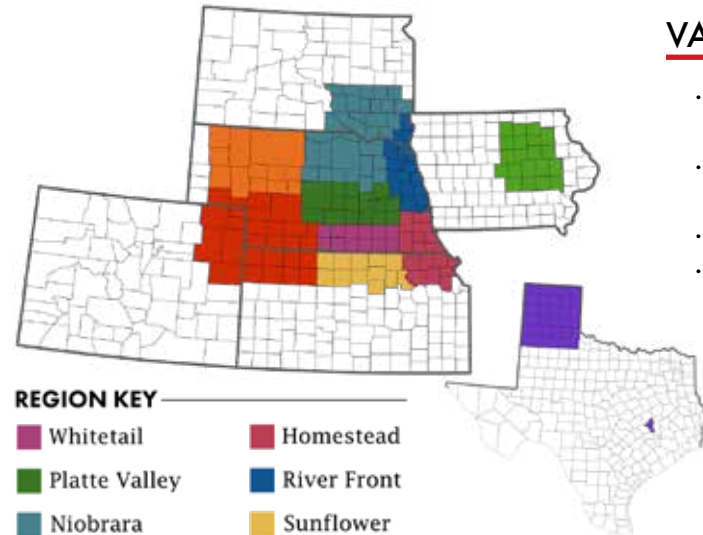 VA
REGION KEY
Whitetail
Homestead
Platte Valley
River Front
Niobrara
Sunflower